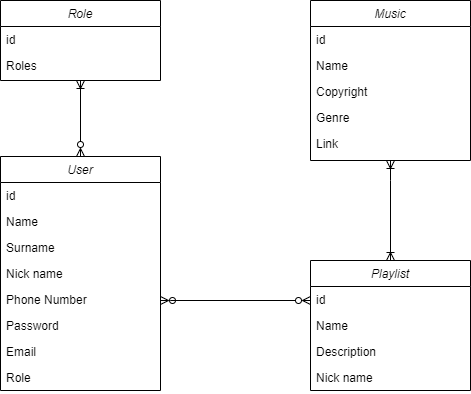 Role
id
Roles
Music
id
Name
Copyright
Genre
Link
User
id
Name
Surname
Nick name
Phone Number
Password
Email
Role
Playlist
id
Name
Description
Nick name